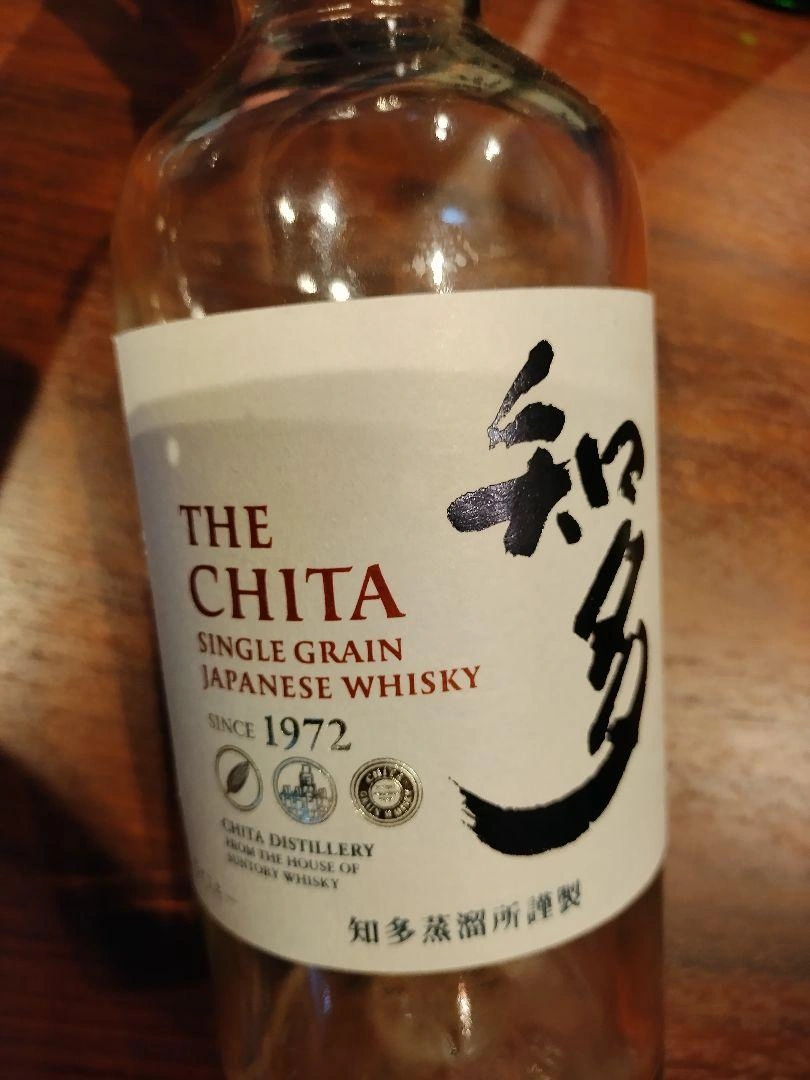 知多
THE
CHITA
SINGLE GRAIN
JAPANESE WHISKY
SINCE 1972
CHITA
CHITA DISTILLERY
FROM THE HOUSE OF
SUNTORY WHISKY
知多蒸溜所謹製